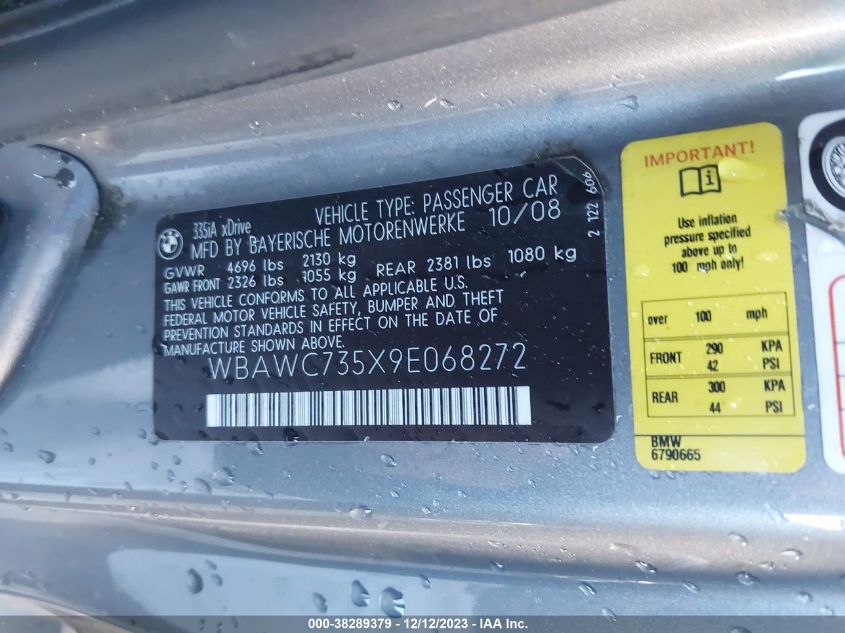 335iA xDrive
VEHICLE TYPE: PASSENGER CAR
MFD BY BAYERISCHE MOTORENWERKE 10/08
GVWR 4696 lbs 2130 kg
GAWR FRONT 2326 lbs 1055 kg REAR 2381 lbs 1080 kg
THIS VEHICLE CONFORMS TO ALL APPLICABLE U.S.
FEDERAL MOTOR VEHICLE SAFETY, BUMPER AND THEFT
PREVENTION STANDARDS IN EFFECT ON THE DATE OF
MANUFACTURE SHOWN ABOVE.
WBAWC735X9E068272
2 122 606
IMPORTANT!
Use inflation
pressure specified
above up to
100 mph only!
over 100 mph
FRONT 290 KPA
42 PSI
REAR 300 KPA
44 PSI
BMW
6790665
000-38289379 - 12/12/2023 - IAA Inc.